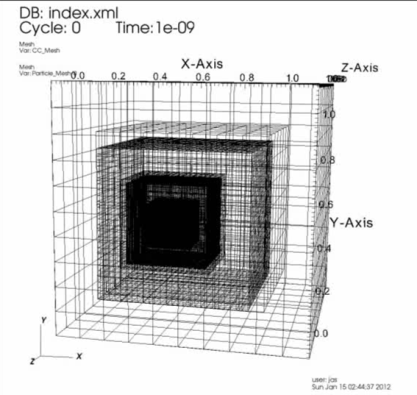 DB: index.xml
Cycle: 0 Time:1e-09
Mesh
Var: CC_Mesh
Mesh
Var: Particle_Mesh
X-Axis
Z-Axis
0.0 0.2 0.4 0.6 0.8 1.0
1.0
0.8
0.6
Y-Axis
0.4
0.2
0.0
Y
Z X
user: jas
Sun Jan 15 02:44:37 2012